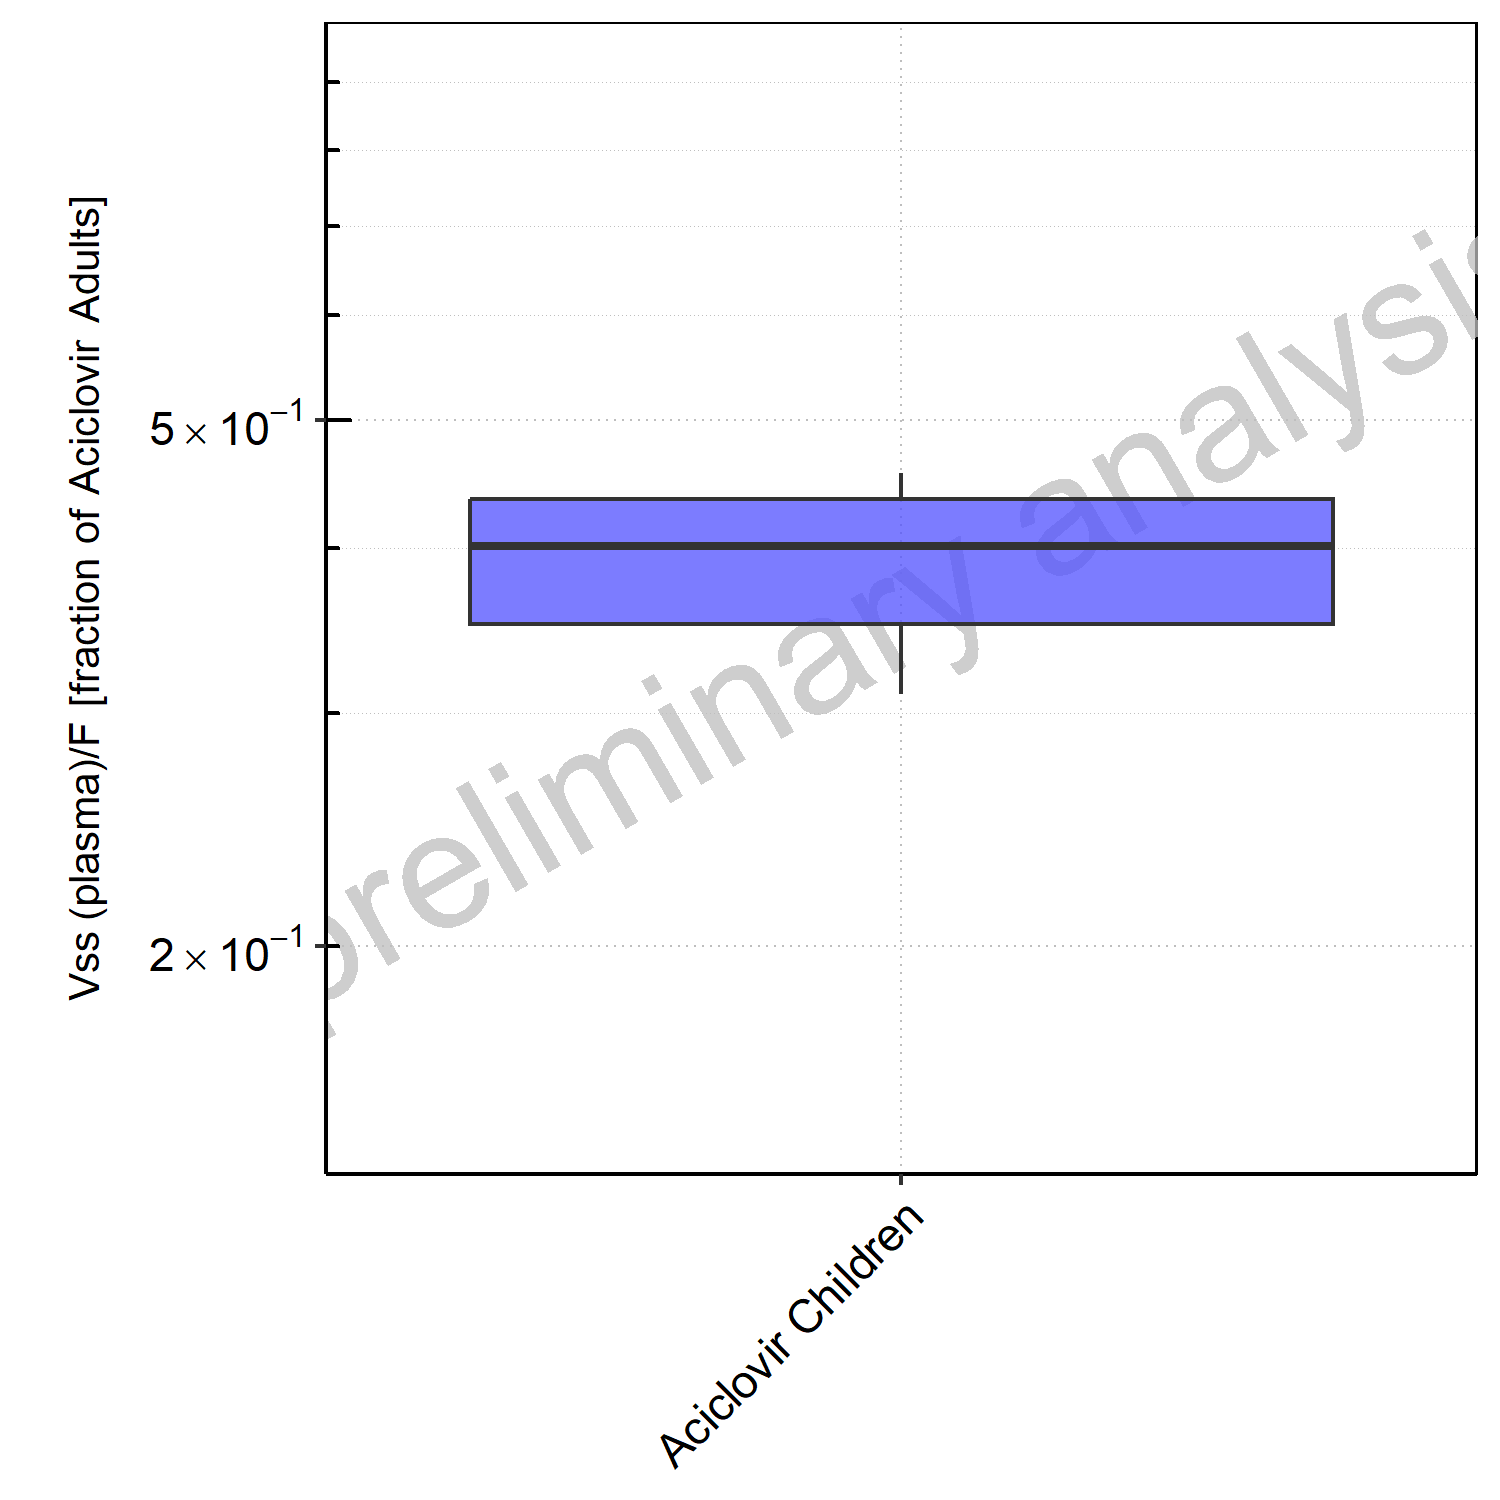 Vss (plasma)/F [fraction of Aciclovir Adults]
5 × 10⁻¹
2 × 10⁻¹
preliminary analysis
Aciclovir Children